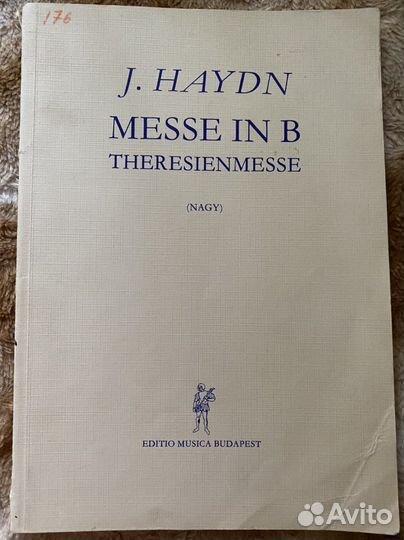 176
J. HAYDN
MESSE IN B
THERESIENMESSE
(NAGY)
EDITIO MUSICA BUDAPEST
Avito